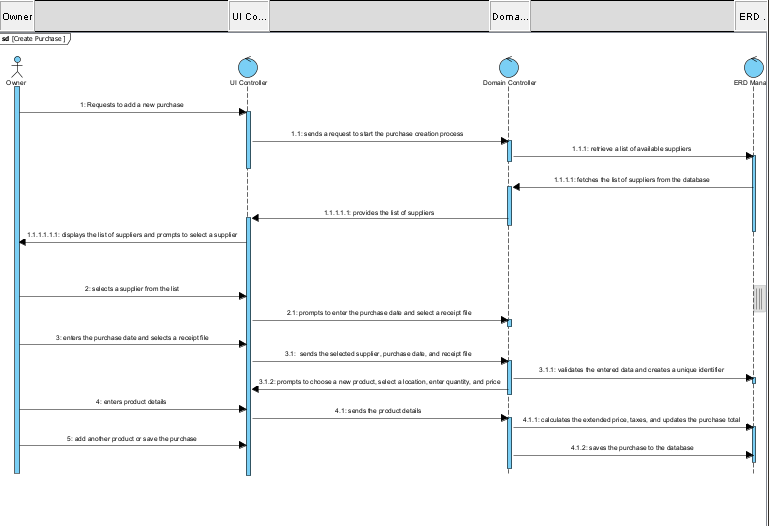 Owner
UI Co...
Doma...
ERD .
sd [Create Purchase ]
Owner
UI Controller
Domain Controller
ERD Mana
1: Requests to add a new purchase
1.1: sends a request to start the purchase creation process
1.1.1: retrieve a list of available suppliers
1.1.1.1: fetches the list of suppliers from the database
1.1.1.1.1: provides the list of suppliers
1.1.1.1.1.1: displays the list of suppliers and prompts to select a supplier
2: selects a supplier from the list
2.1: prompts to enter the purchase date and select a receipt file
3: enters the purchase date and selects a receipt file
3.1: sends the selected supplier, purchase date, and receipt file
3.1.1: validates the entered data and creates a unique identifier
3.1.2: prompts to choose a new product, select a location, enter quantity, and price
4: enters product details
4.1: sends the product details
4.1.1: calculates the extended price, taxes, and updates the purchase total
5: add another product or save the purchase
4.1.2: saves the purchase to the database